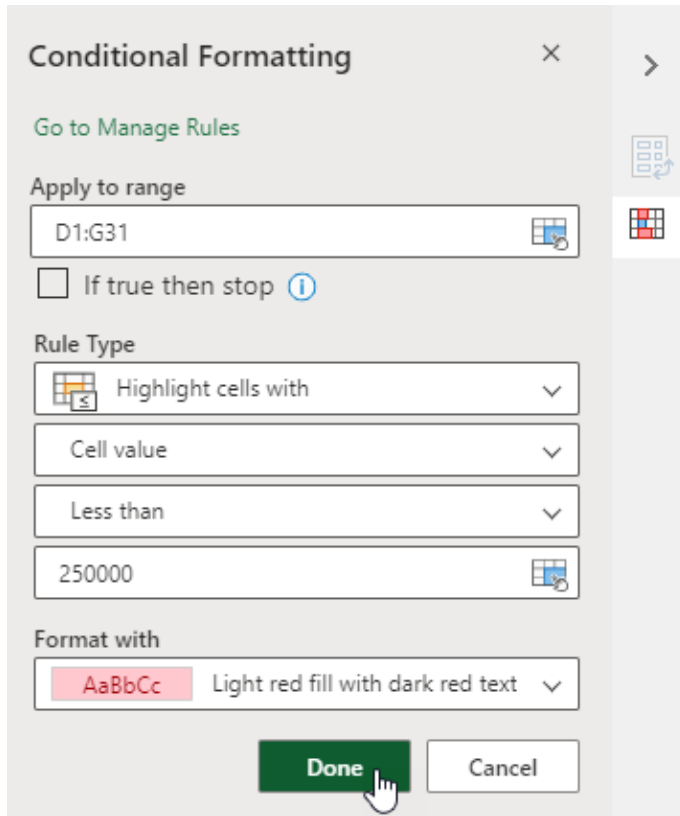 Conditional Formatting
Go to Manage Rules
Apply to range
D1:G31
If true then stop
Rule Type
Highlight cells with
Cell value
Less than
250000
Format with
AaBbCc Light red fill with dark red text
Done Cancel